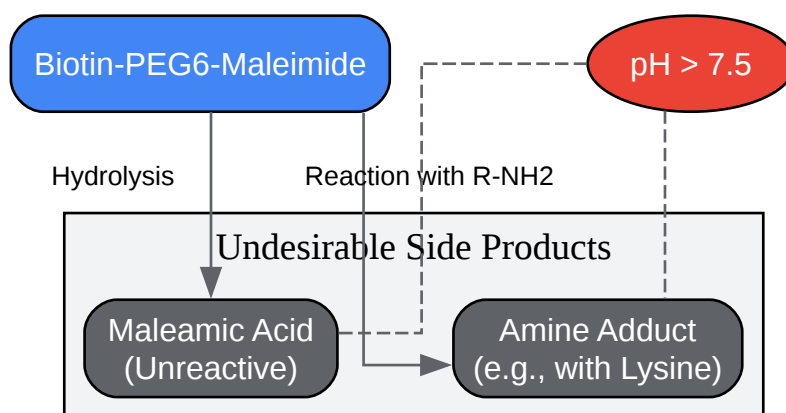 Biotin-PEG6-Maleimide
pH > 7.5
Hydrolysis
Reaction with R-NH2
Undesirable Side Products
Maleamic Acid
(Unreactive)
Amine Adduct
(e.g., with Lysine)